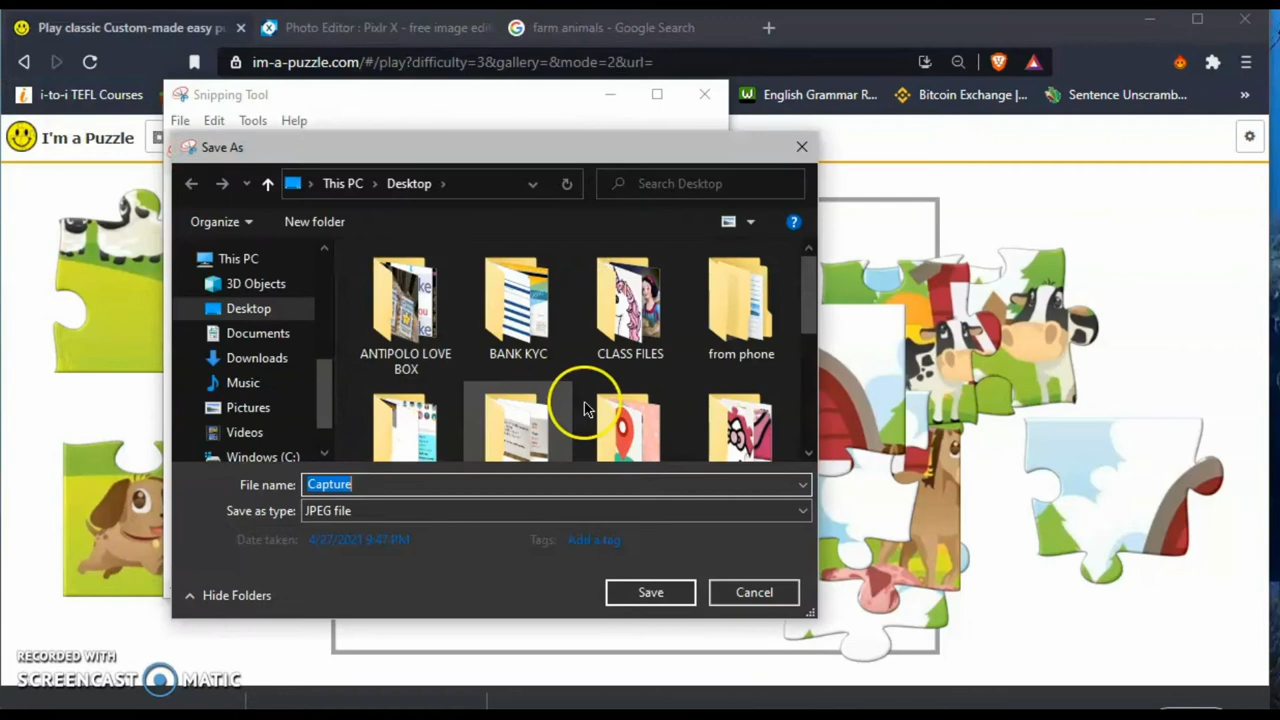 Play classic Custom-made easy p
Photo Editor : Pixlr X - free image edit
farm animals - Google Search
im-a-puzzle.com/#/play?difficulty=3&gallery=&mode=2&url=
i-to-i TEFL Courses
English Grammar R...
Bitcoin Exchange |...
Sentence Unscramb...
»
Snipping Tool
File Edit Tools Help
I'm a Puzzle
Save As
This PC > Desktop >
Search Desktop
Organize
New folder
This PC
3D Objects
Desktop
Documents
Downloads
Music
Pictures
Videos
Windows (C:)
ANTIPOLO LOVE
BOX
BANK KYC
CLASS FILES
from phone
File name: Capture
Save as type: JPEG file
Date taken: 4/27/2021 9:47 PM
Tags: Add a tag
Hide Folders
Save
Cancel
RECORDED WITH
SCREENCAST MATIC